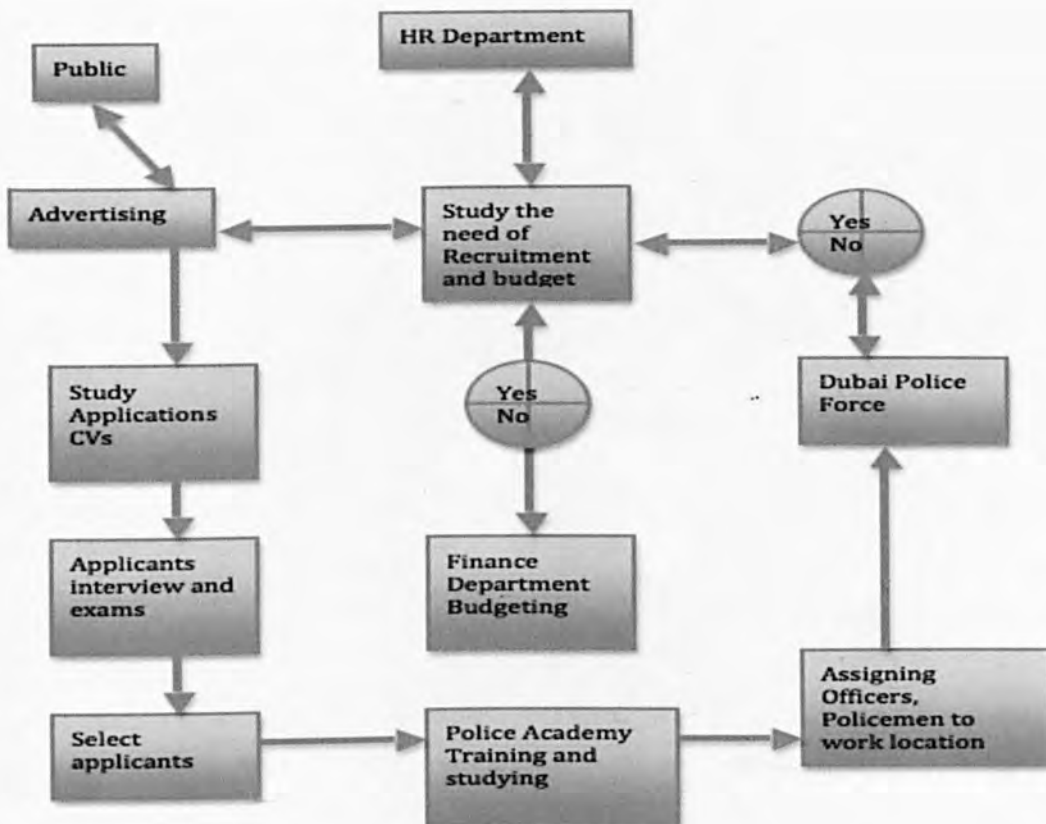 HR Department
Public
Advertising
Study the
need of
Recruitment
and budget
Yes
No
Study
Applications
CVs
Yes
No
Dubai Police
Force
Applicants
interview and
exams
Finance
Department
Budgeting
Select
applicants
Police Academy
Training and
studying
Assigning
Officers,
Policemen to
work location